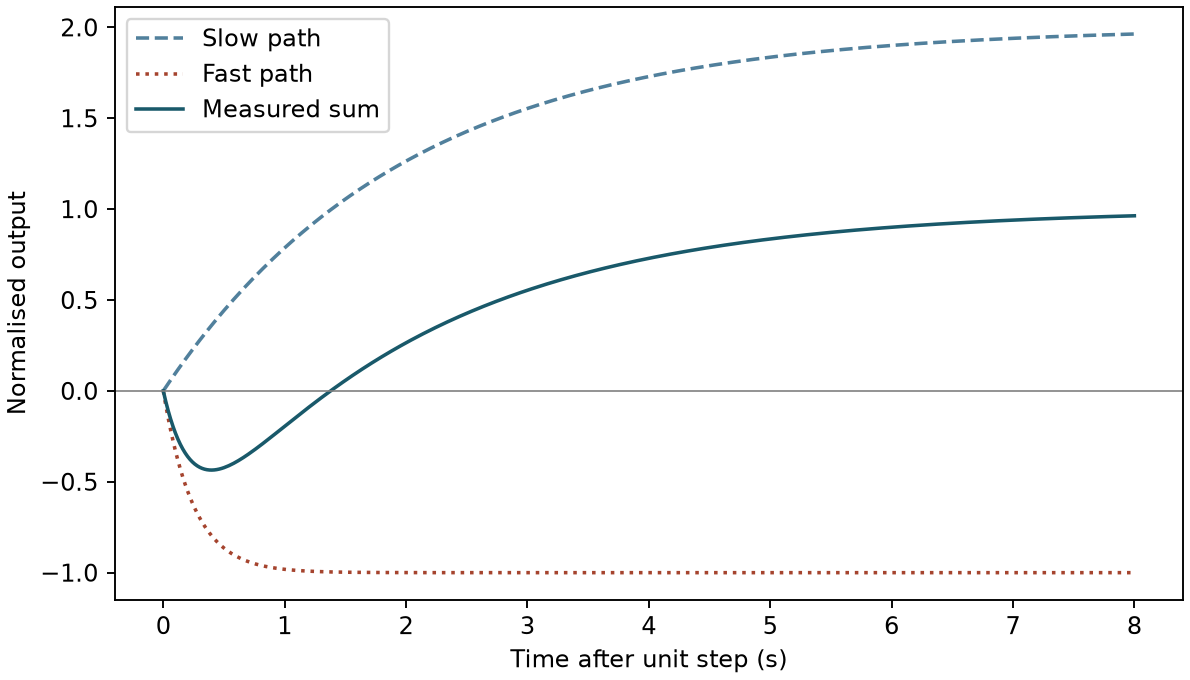 Slow path
Fast path
Measured sum
2.0
1.5
1.0
0.5
0.0
−0.5
−1.0
Normalised output
0 1 2 3 4 5 6 7 8
Time after unit step (s)